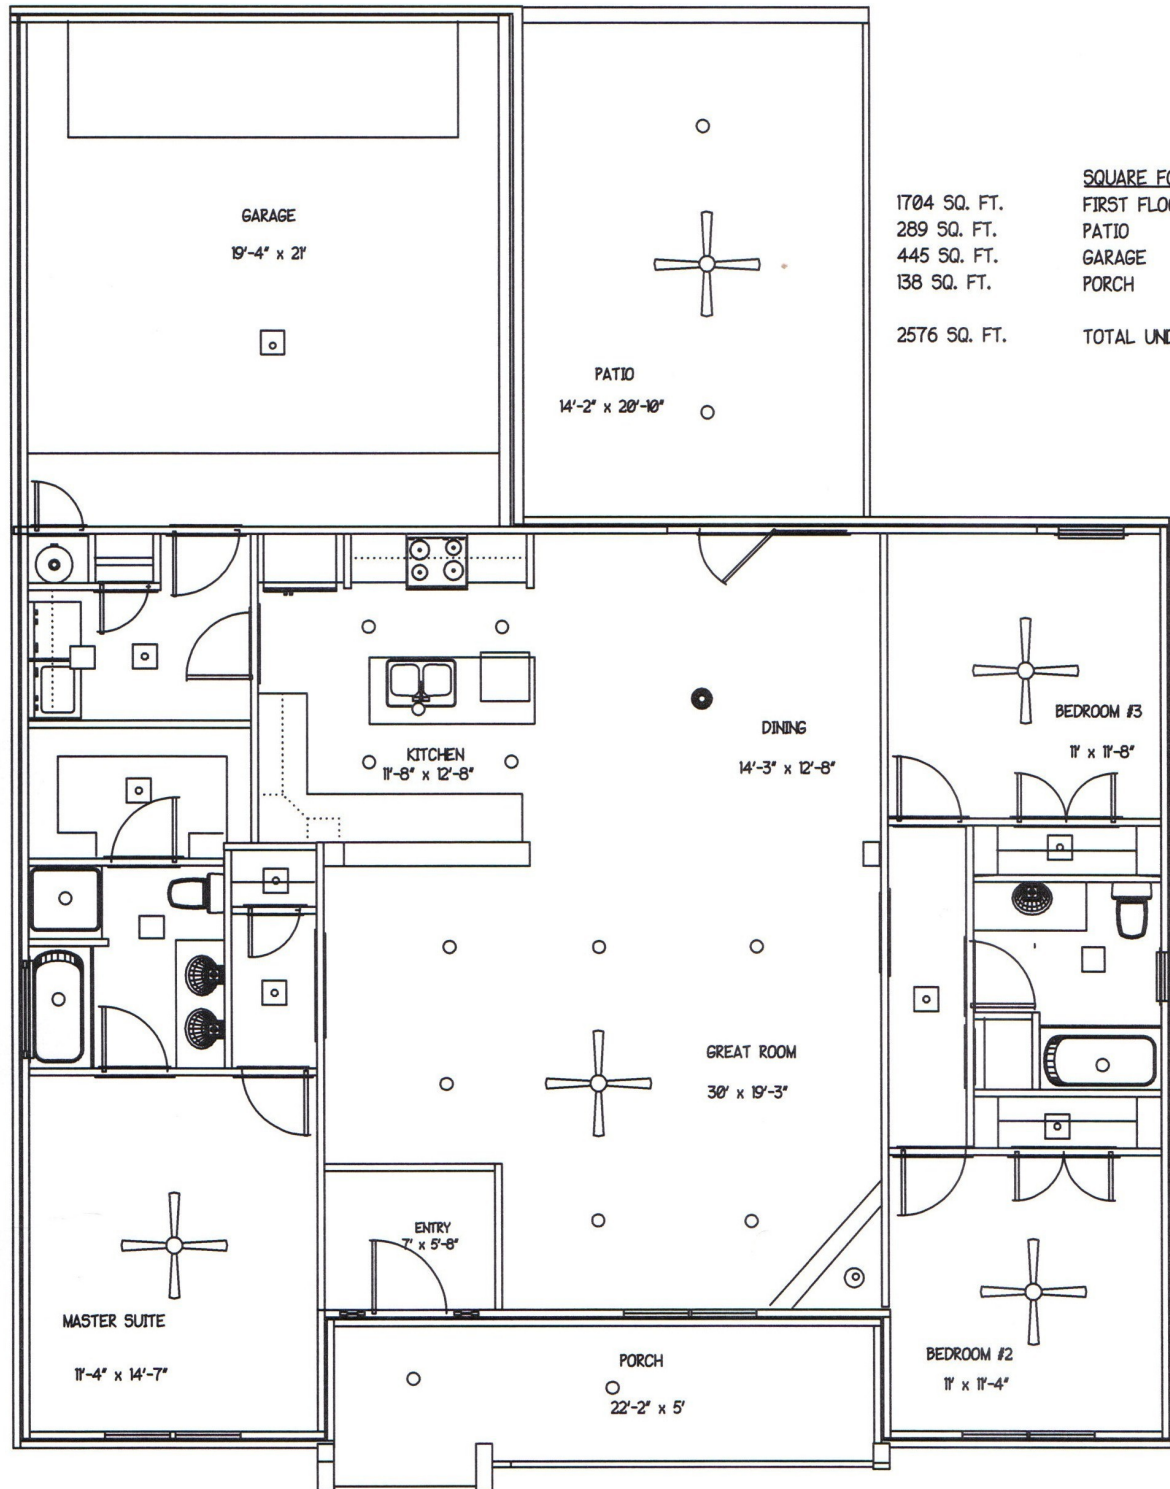 GARAGE
19'-4" x 21'
PATIO
14'-2" x 20'-10"
SQUARE
1704 SQ. FT. FIRST
289 SQ. FT. PATIO
445 SQ. FT. GARAGE
138 SQ. FT. PORCH
2576 SQ. FT. TOTAL
KITCHEN
11'-8" x 12'-8"
DINING
14'-3" x 12'-8"
BEDROOM #3
11' x 11'-8"
GREAT ROOM
30' x 19'-3"
ENTRY
7' x 5'-8"
MASTER SUITE
11'-4" x 14'-7"
PORCH
22'-2" x 5'
BEDROOM #2
11' x 11'-4"